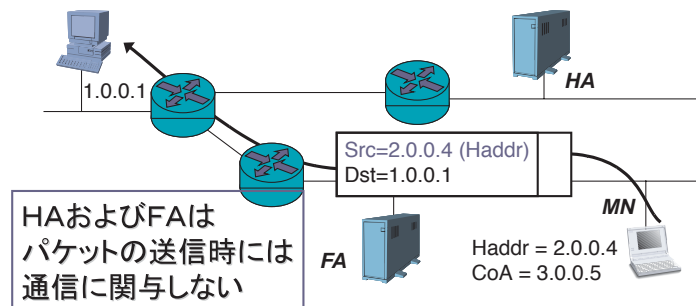 1.0.0.1
HA
Src=2.0.0.4 (Haddr)
Dst=1.0.0.1
MN
HAおよびFAは
パケットの送信時には
通信に関与しない
FA
Haddr = 2.0.0.4
CoA = 3.0.0.5